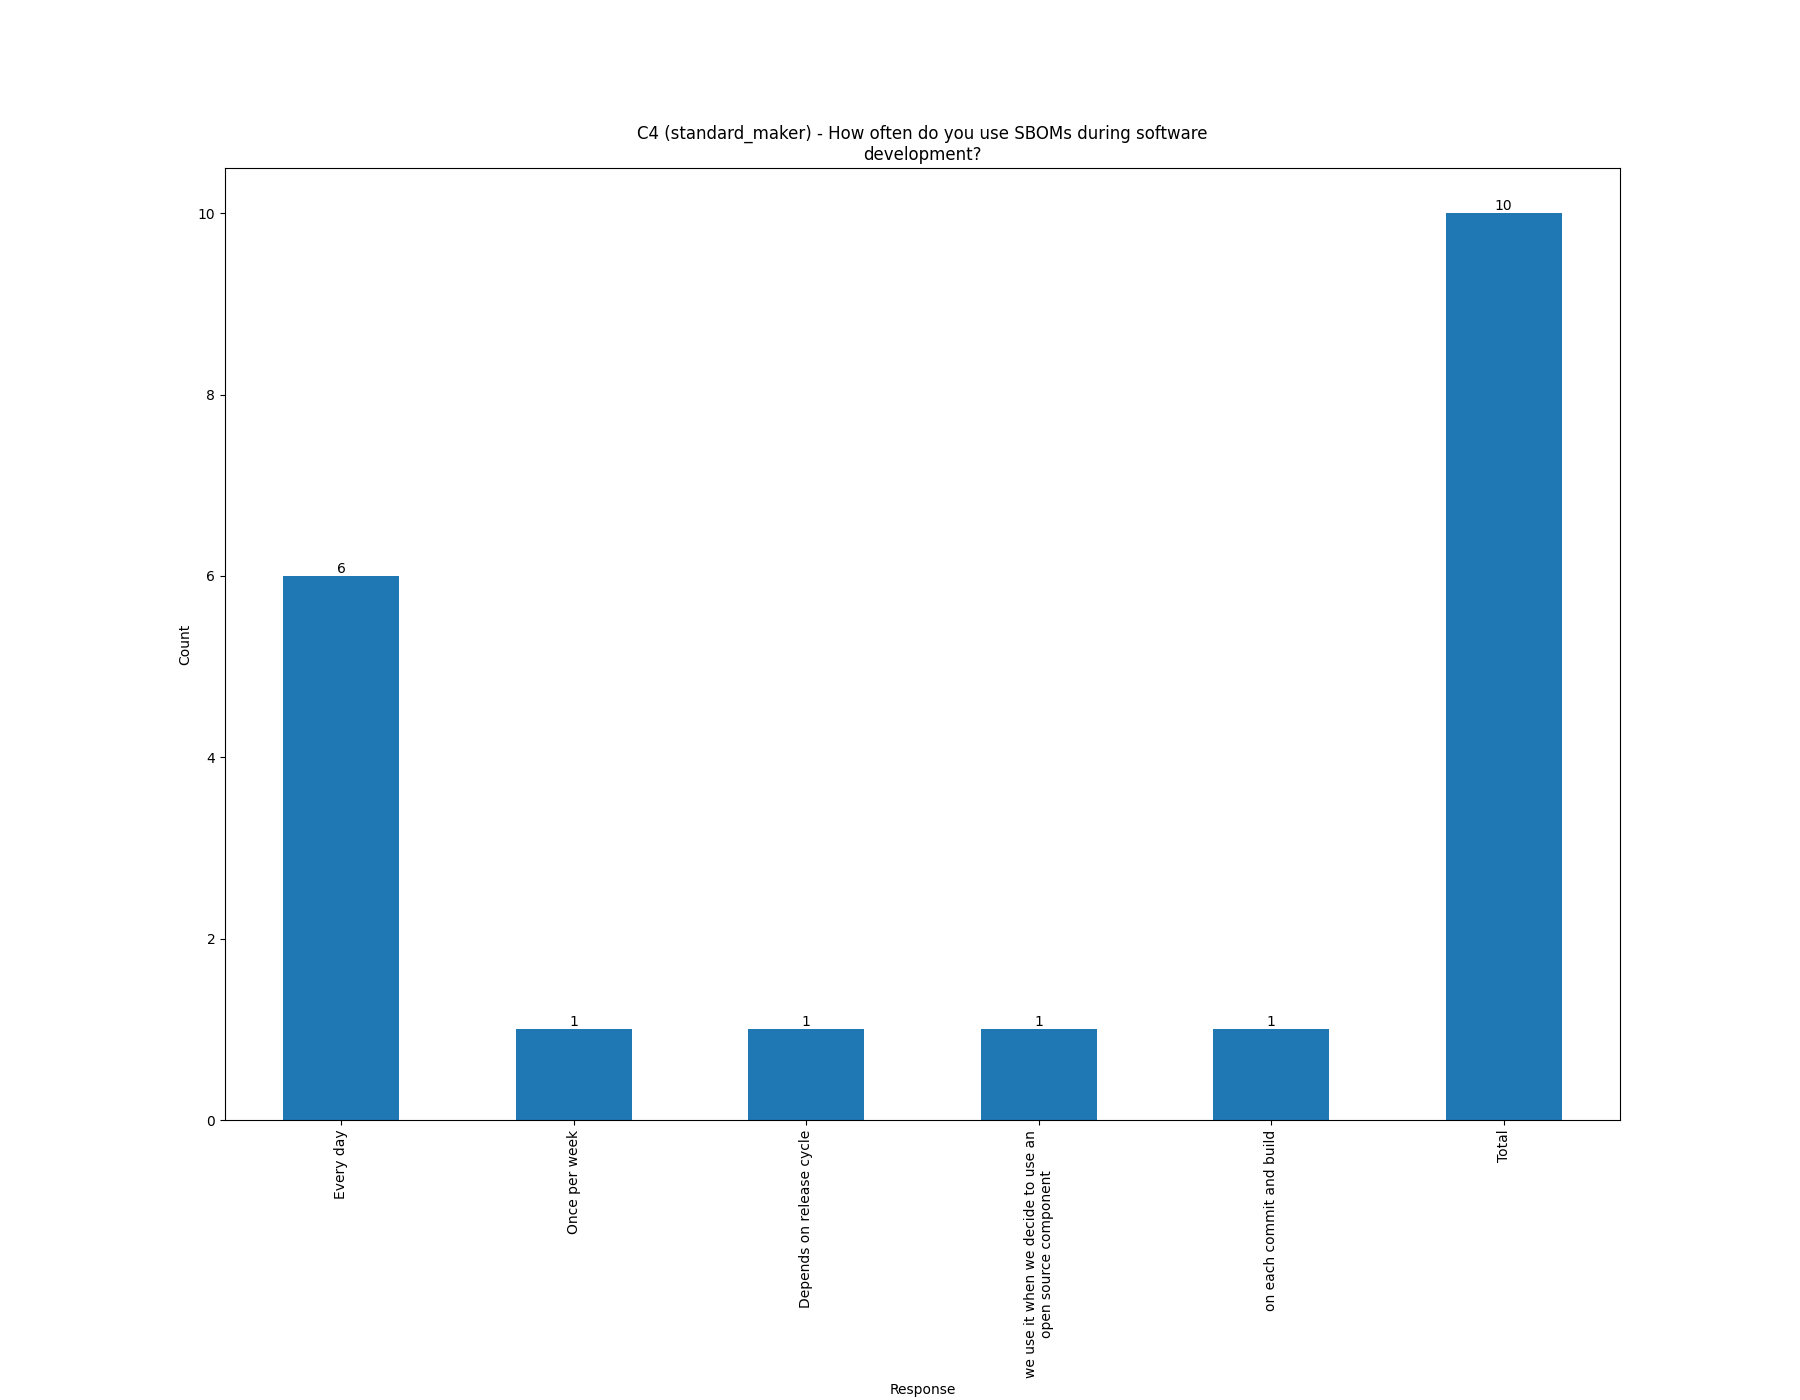 C4 (standard_maker) - How often do you use SBOMs during software
development?
10
8
6
4
2
0
Count
6
1
1
1
1
10
Every day
Once per week
Depends on release cycle
we use it when we decide to use an
open source component
on each commit and build
Total
Response